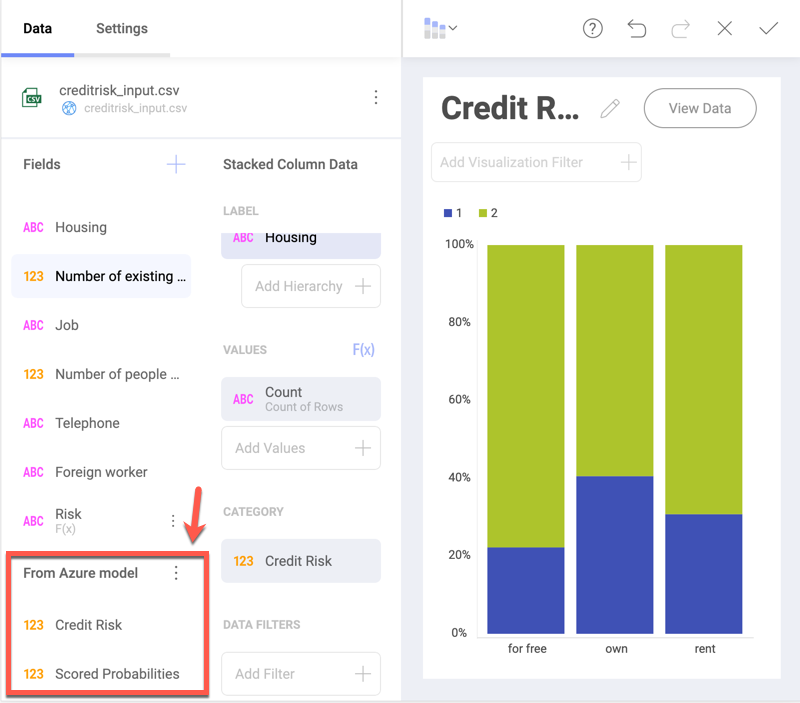 Data
Settings
creditrisk_input.csv
CSV
creditrisk_input.csv
Fields
ABC Housing
123 Number of existing ...
ABC Job
123 Number of people ...
ABC Telephone
ABC Foreign worker
ABC Risk
F(x)
From Azure model
123 Credit Risk
123 Scored Probabilities
Stacked Column Data
LABEL
ABC Housing
Add Hierarchy
VALUES F(x)
ABC Count
Count of Rows
Add Values
CATEGORY
123 Credit Risk
DATA FILTERS
Add Filter
?
Credit R...
View Data
Add Visualization Filter
1 2
100%
80%
60%
40%
20%
0%
for free own rent